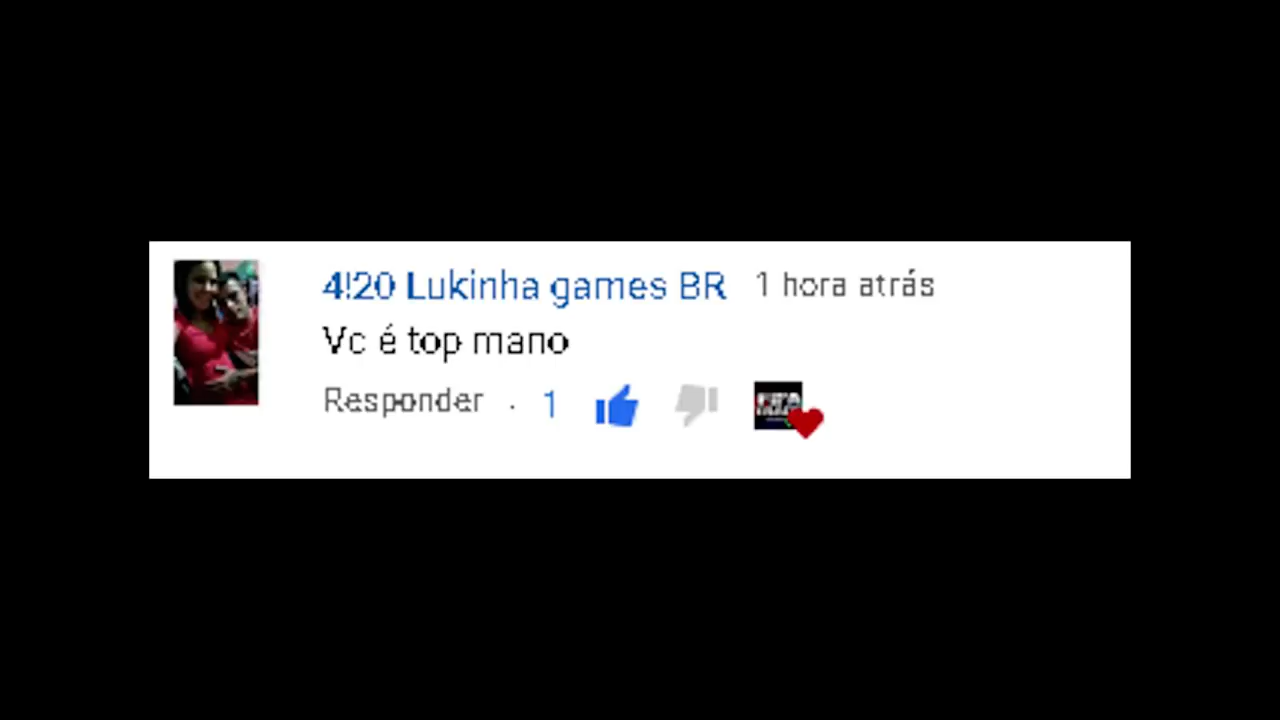 4!20 Lukinha games BR 1 hora atrás
Vc é top mano
Responder · 1